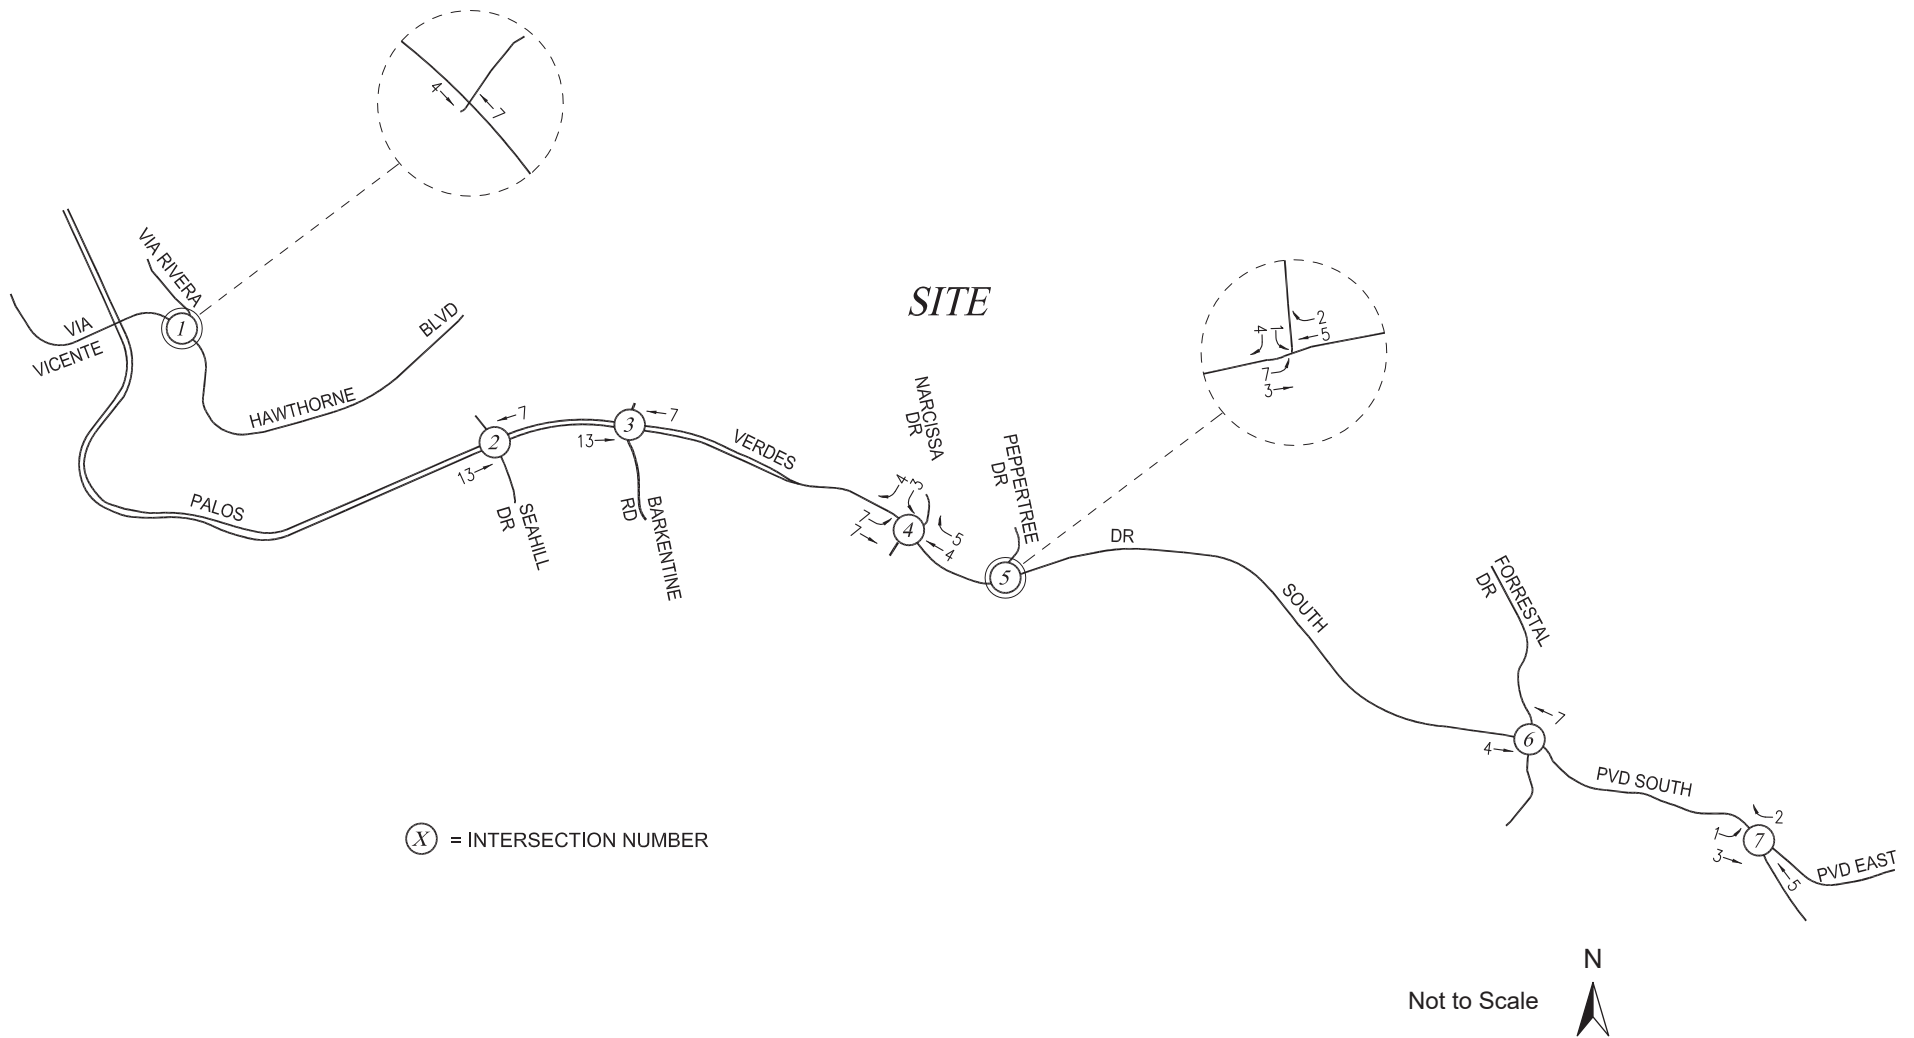 4
7
VIA RIVERA
VIA
VICENTE
1
HAWTHORNE
BLVD
SITE
2
5
4
1
7
3
PALOS
7
2
13
7
3
13
VERDES
SEAHILL
DR
BARKENTINE
RD
NARCISSA
DR
4
3
7
7
4
5
4
PEPPERTREE
DR
5
DR
SOUTH
FORRESTAL
DR
7
4
6
PVD SOUTH
2
1
3
7
5
PVD EAST
X = INTERSECTION NUMBER
N
Not to Scale